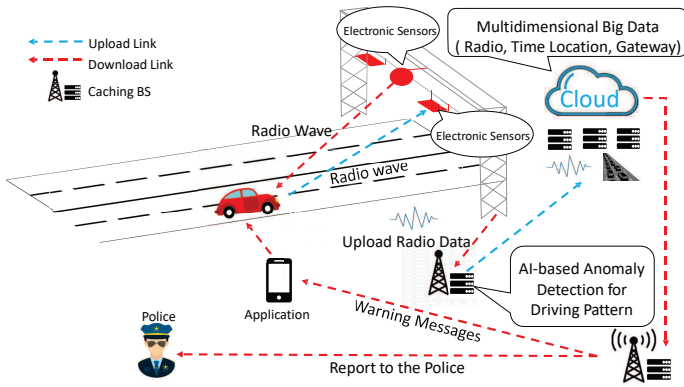 Electronic Sensors
Multidimensional Big Data
( Radio, Time Location, Gateway)
Upload Link
Download Link
Caching BS
Cloud
Radio Wave
Electronic Sensors
Radio wave
Upload Radio Data
AI-based Anomaly
Detection for
Driving Pattern
Police
Application
Warning Messages
Report to the Police